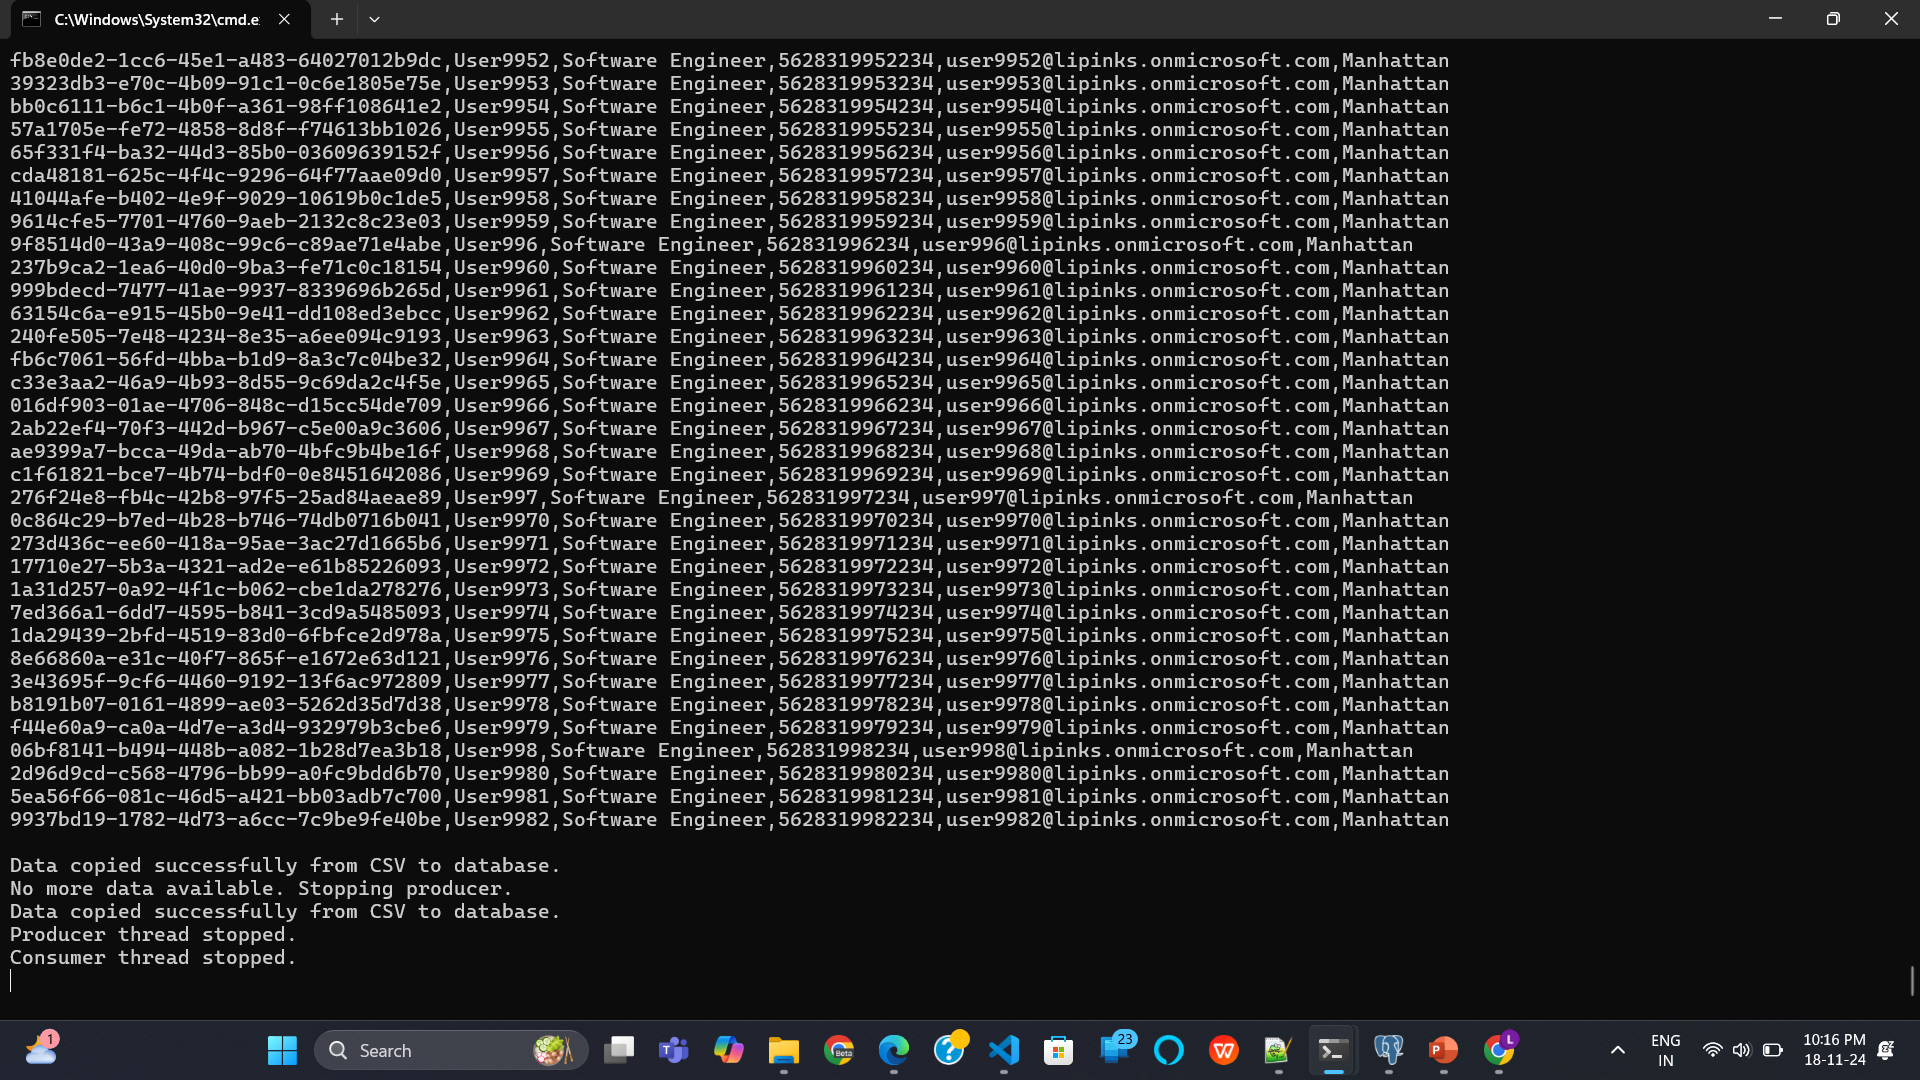 C:\Windows\System32\cmd.e
fb8e0de2-1cc6-45e1-a483-64027012b9dc,User9952,Software Engineer,5628319952234,user9952@lipinks.onmicrosoft.com,Manhattan
39323db3-e70c-4b09-91c1-0c6e1805e75e,User9953,Software Engineer,5628319953234,user9953@lipinks.onmicrosoft.com,Manhattan
bb0c6111-b6c1-4b0f-a361-98ff108641e2,User9954,Software Engineer,5628319954234,user9954@lipinks.onmicrosoft.com,Manhattan
57a1705e-fe72-4858-8d8f-f74613bb1026,User9955,Software Engineer,5628319955234,user9955@lipinks.onmicrosoft.com,Manhattan
65f331f4-ba32-44d3-85b0-03609639152f,User9956,Software Engineer,5628319956234,user9956@lipinks.onmicrosoft.com,Manhattan
cda48181-625c-4f4c-9296-64f77aae09d0,User9957,Software Engineer,5628319957234,user9957@lipinks.onmicrosoft.com,Manhattan
41044afe-b402-4e9f-9029-10619b0c1de5,User9958,Software Engineer,5628319958234,user9958@lipinks.onmicrosoft.com,Manhattan
9614cfe5-7701-4760-9aeb-2132c8c23e03,User9959,Software Engineer,5628319959234,user9959@lipinks.onmicrosoft.com,Manhattan
9f8514d0-43a9-408c-99c6-c89ae71e4abe,User996,Software Engineer,562831996234,user996@lipinks.onmicrosoft.com,Manhattan
237b9ca2-1ea6-40d0-9ba3-fe71c0c18154,User9960,Software Engineer,5628319960234,user9960@lipinks.onmicrosoft.com,Manhattan
999bdecd-7477-41ae-9937-8339696b265d,User9961,Software Engineer,5628319961234,user9961@lipinks.onmicrosoft.com,Manhattan
63154c6a-e915-45b0-9e41-dd108ed3ebcc,User9962,Software Engineer,5628319962234,user9962@lipinks.onmicrosoft.com,Manhattan
240fe505-7e48-4234-8e35-a6ee094c9193,User9963,Software Engineer,5628319963234,user9963@lipinks.onmicrosoft.com,Manhattan
fb6c7061-56fd-4bba-b1d9-8a3c7c04be32,User9964,Software Engineer,5628319964234,user9964@lipinks.onmicrosoft.com,Manhattan
c33e3aa2-46a9-4b93-8d55-9c69da2c4f5e,User9965,Software Engineer,5628319965234,user9965@lipinks.onmicrosoft.com,Manhattan
016df903-01ae-4706-848c-d15cc54de709,User9966,Software Engineer,5628319966234,user9966@lipinks.onmicrosoft.com,Manhattan
2ab22ef4-70f3-442d-b967-c5e00a9c3606,User9967,Software Engineer,5628319967234,user9967@lipinks.onmicrosoft.com,Manhattan
ae9399a7-bcca-49da-ab70-4bfc9b4be16f,User9968,Software Engineer,5628319968234,user9968@lipinks.onmicrosoft.com,Manhattan
c1f61821-bce7-4b74-bdf0-0e8451642086,User9969,Software Engineer,5628319969234,user9969@lipinks.onmicrosoft.com,Manhattan
276f24e8-fb4c-42b8-97f5-25ad84aeae89,User997,Software Engineer,562831997234,user997@lipinks.onmicrosoft.com,Manhattan
0c864c29-b7ed-4b28-b746-74db0716b041,User9970,Software Engineer,5628319970234,user9970@lipinks.onmicrosoft.com,Manhattan
273d436c-ee60-418a-95ae-3ac27d1665b6,User9971,Software Engineer,5628319971234,user9971@lipinks.onmicrosoft.com,Manhattan
17710e27-5b3a-4321-ad2e-e61b85226093,User9972,Software Engineer,5628319972234,user9972@lipinks.onmicrosoft.com,Manhattan
1a31d257-0a92-4f1c-b062-cbe1da278276,User9973,Software Engineer,5628319973234,user9973@lipinks.onmicrosoft.com,Manhattan
7ed366a1-6dd7-4595-b841-3cd9a5485093,User9974,Software Engineer,5628319974234,user9974@lipinks.onmicrosoft.com,Manhattan
1da29439-2bfd-4519-83d0-6fbfce2d978a,User9975,Software Engineer,5628319975234,user9975@lipinks.onmicrosoft.com,Manhattan
8e66860a-e31c-40f7-865f-e1672e63d121,User9976,Software Engineer,5628319976234,user9976@lipinks.onmicrosoft.com,Manhattan
3e43695f-9cf6-4460-9192-13f6ac972809,User9977,Software Engineer,5628319977234,user9977@lipinks.onmicrosoft.com,Manhattan
b8191b07-0161-4899-ae03-5262d35d7d38,User9978,Software Engineer,5628319978234,user9978@lipinks.onmicrosoft.com,Manhattan
f44e60a9-ca0a-4d7e-a3d4-932979b3cbe6,User9979,Software Engineer,5628319979234,user9979@lipinks.onmicrosoft.com,Manhattan
06bf8141-b494-448b-a082-1b28d7ea3b18,User998,Software Engineer,562831998234,user998@lipinks.onmicrosoft.com,Manhattan
2d96d9cd-c568-4796-bb99-a0fc9bdd6b70,User9980,Software Engineer,5628319980234,user9980@lipinks.onmicrosoft.com,Manhattan
5ea56f66-081c-46d5-a421-bb03adb7c700,User9981,Software Engineer,5628319981234,user9981@lipinks.onmicrosoft.com,Manhattan
9937bd19-1782-4d73-a6cc-7c9be9fe40be,User9982,Software Engineer,5628319982234,user9982@lipinks.onmicrosoft.com,Manhattan
Data copied successfully from CSV to database.
No more data available. Stopping producer.
Data copied successfully from CSV to database.
Producer thread stopped.
Consumer thread stopped.
1
Search
Beta
23
L
ENG
IN
10:16 PM
18-11-24